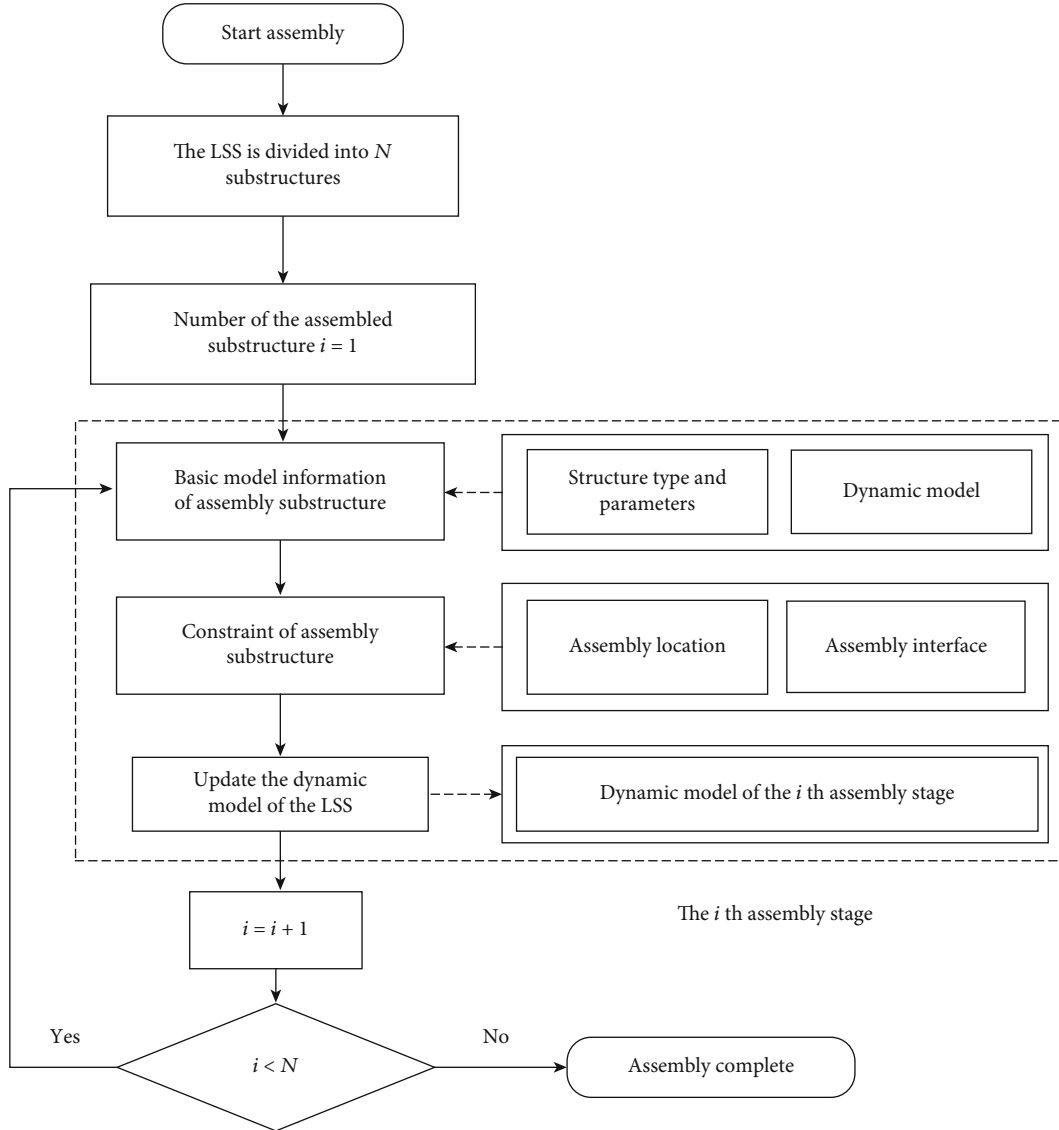 Start assembly
The LSS is divided into N
substructures
Number of the assembled
substructure i = 1
Basic model information
of assembly substructure
Structure type and
parameters
Dynamic model
Constraint of assembly
substructure
Assembly location
Assembly interface
Update the dynamic
model of the LSS
Dynamic model of the i th assembly stage
i = i + 1
The i th assembly stage
Yes
i < N
No
Assembly complete